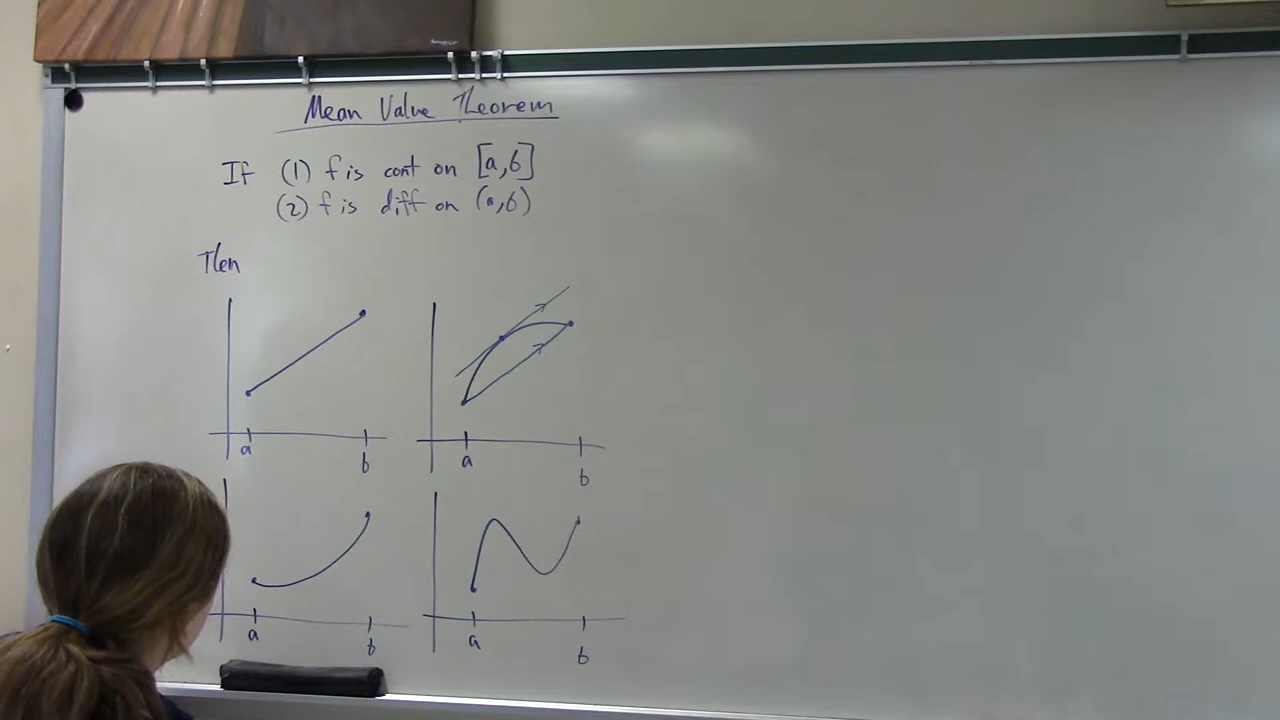 Mean Value Theorem
If (1) f is cont on [a,b]
(2) f is diff on (a,b)
Then
a b
a b
a b
a b